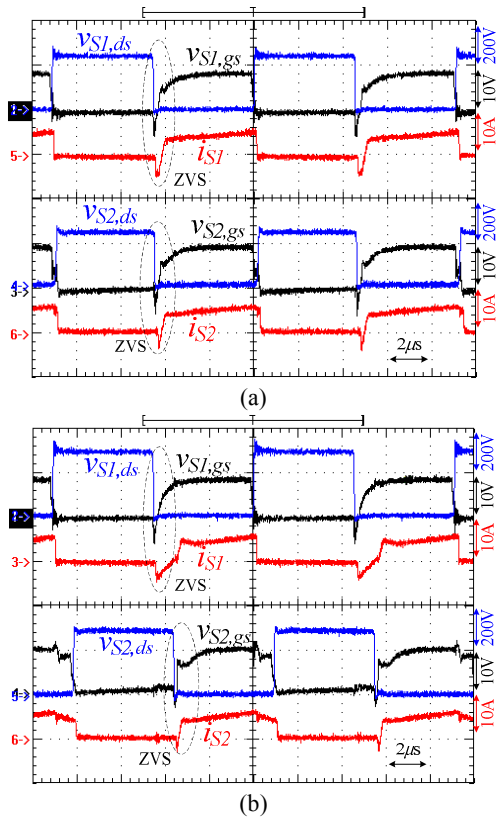 vS1,ds
vS1,gs
200V
10V
1->
10A
5->
iS1
ZVS
vS2,ds
vS2,gs
200V
10V
3->
10A
6->
iS2
ZVS
2μs
(a)
vS1,ds
vS1,gs
200V
10V
1->
10A
3->
iS1
ZVS
vS2,ds
vS2,gs
200V
10V
10A
6->
iS2
ZVS
2μs
(b)